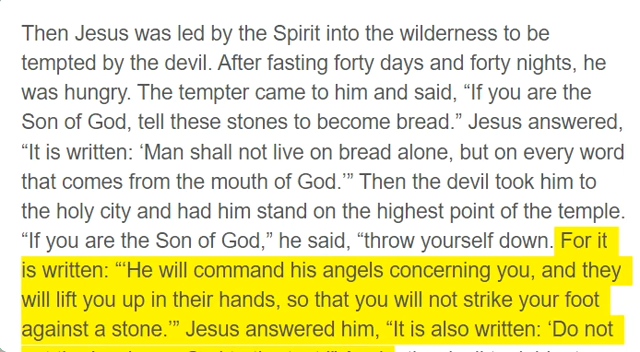 Then Jesus was led by the Spirit into the wilderness to be
tempted by the devil. After fasting forty days and forty nights, he
was hungry. The tempter came to him and said, “If you are the
Son of God, tell these stones to become bread.” Jesus answered,
“It is written: ‘Man shall not live on bread alone, but on every word
that comes from the mouth of God.’” Then the devil took him to
the holy city and had him stand on the highest point of the temple.
“If you are the Son of God,” he said, “throw yourself down. For it
is written: “‘He will command his angels concerning you, and they
will lift you up in their hands, so that you will not strike your foot
against a stone.’” Jesus answered him, “It is also written: ‘Do not